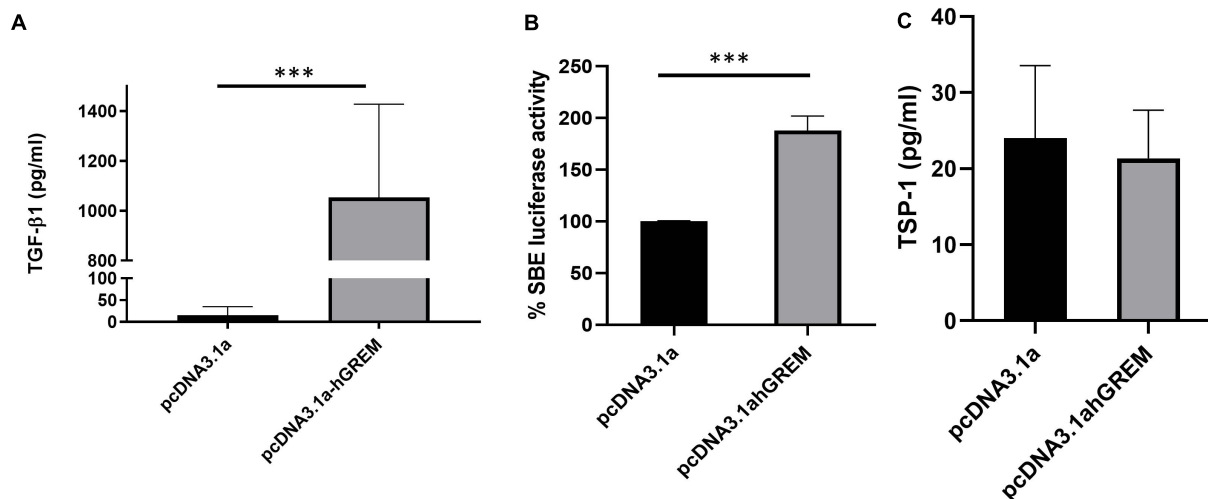 A
***
TGF-β1 (pg/ml)
1400
1200
1000
800
100
50
0
pcDNA3.1a
pcDNA3.1a-hGREM
B
***
% SBE luciferase activity
250
200
150
100
50
0
pcDNA3.1a
pcDNA3.1ahGREM
C
TSP-1 (pg/ml)
40
30
20
10
0
pcDNA3.1a
pcDNA3.1ahGREM